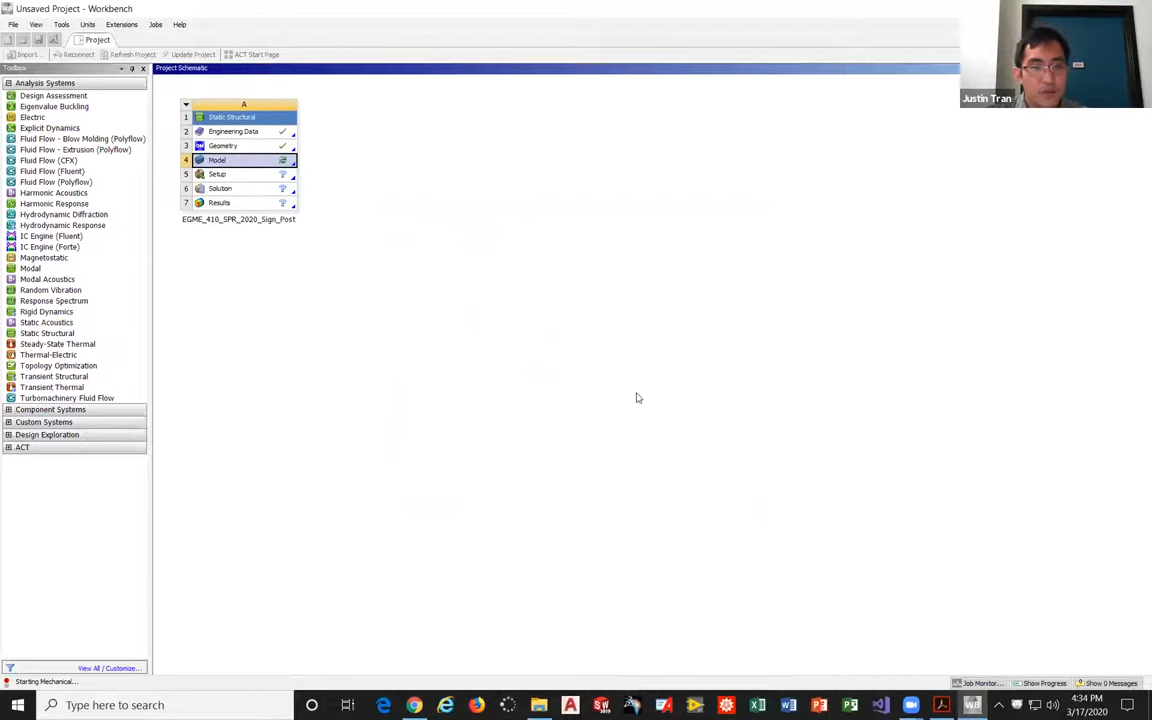 Unsaved Project - Workbench
File View Tools Units Extensions Jobs Help
Project
Import... Reconnect Refresh Project Update Project ACT Start Page
Toolbox
Project Schematic
Analysis Systems
Design Assessment
Eigenvalue Buckling
Electric
Explicit Dynamics
Fluid Flow - Blow Molding (Polyflow)
Fluid Flow - Extrusion (Polyflow)
Fluid Flow (CFX)
Fluid Flow (Fluent)
Fluid Flow (Polyflow)
Harmonic Acoustics
Harmonic Response
Hydrodynamic Diffraction
Hydrodynamic Response
IC Engine (Fluent)
IC Engine (Forte)
Magnetostatic
Modal
Modal Acoustics
Random Vibration
Response Spectrum
Rigid Dynamics
Static Acoustics
Static Structural
Steady-State Thermal
Thermal-Electric
Topology Optimization
Transient Structural
Transient Thermal
Turbomachinery Fluid Flow
Component Systems
Custom Systems
Design Exploration
ACT
View All / Customize...
A
1 Static Structural
2 Engineering Data
3 Geometry
4 Model
5 Setup
6 Solution
7 Results
EGME_410_SPR_2020_Sign_Post
Justin Tran
Starting Mechanical...
Job Monitor... Show Progress Show 0 Messages
Type here to search
4:34 PM
3/17/2020